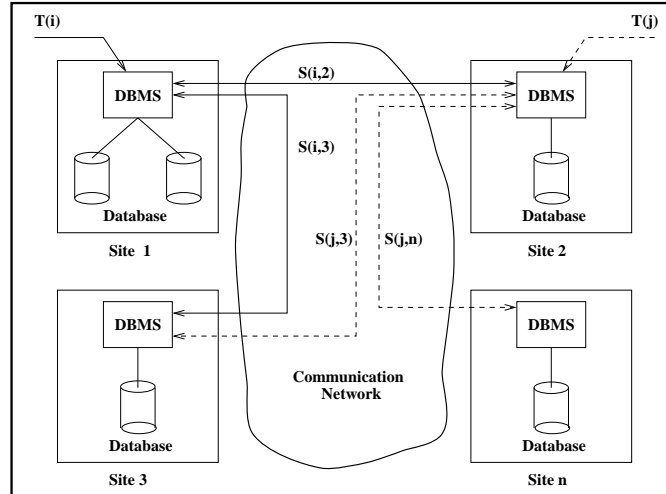 T(i)
T(j)
S(i,2)
DBMS
DBMS
S(i,3)
Database
Database
S(j,3)
S(j,n)
Site 1
Site 2
DBMS
DBMS
Communication
Network
Database
Database
Site 3
Site n